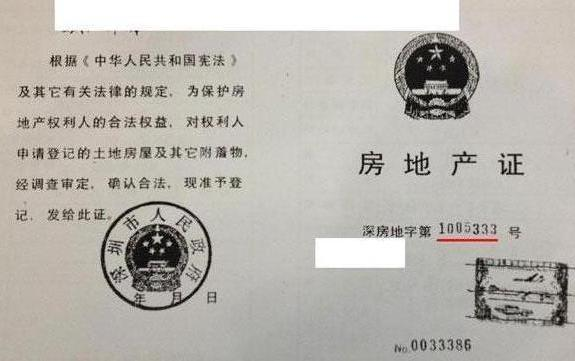 根据《中华人民共和国宪法》
及其它有关法律的规定，为保护房
地产权利人的合法权益，对权利人
申请登记的土地房屋及其它附着物，
经调查审定，确认合法，现准予登
记，发给此证。
深圳市人民政府
年 月 日
房地产证
深房地字第 1005333 号
No.0033386